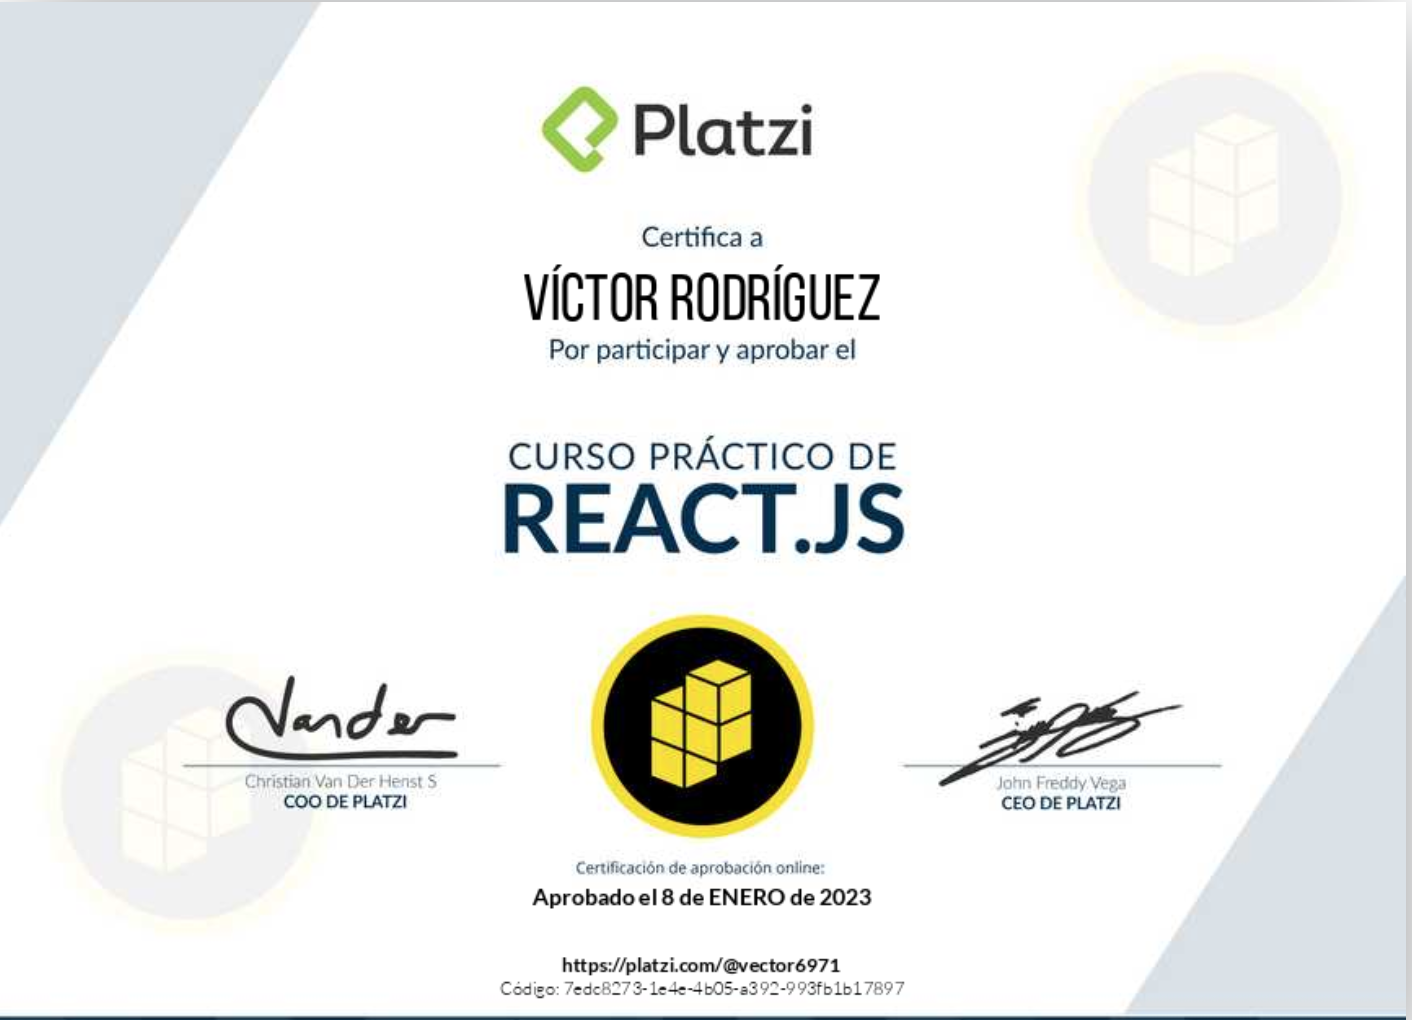 Platzi
Certifica a
VÍCTOR RODRÍGUEZ
Por participar y aprobar el
CURSO PRÁCTICO DE
REACT.JS
Vander
Christian Van Der Henst S
COO DE PLATZI
John Freddy Vega
CEO DE PLATZI
Certificación de aprobación online:
Aprobado el 8 de ENERO de 2023
https://platzi.com/@vector6971
Código: 7edc8273-1e4e-4b05-a392-993fb1b17897